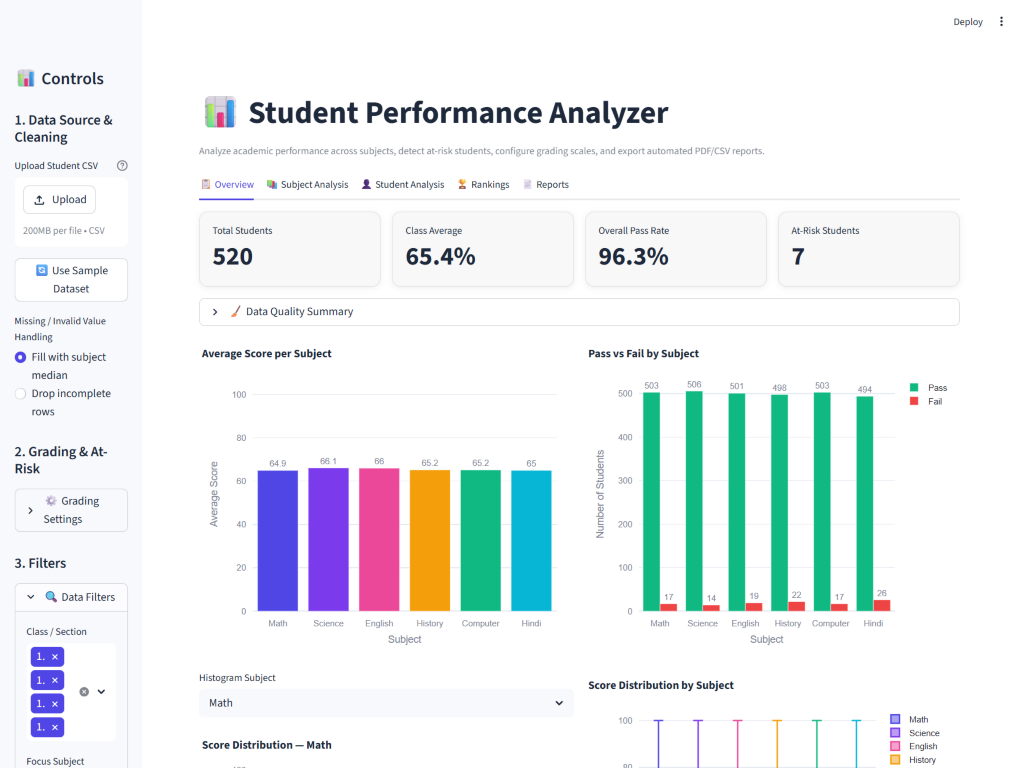 Deploy
Controls
1. Data Source &
Cleaning
Upload Student CSV
Upload
200MB per file • CSV
Use Sample
Dataset
Missing / Invalid Value
Handling
Fill with subject
median
Drop incomplete
rows
2. Grading & At-
Risk
Grading
Settings
3. Filters
Data Filters
Class / Section
1. ×
1. ×
1. ×
1. ×
Focus Subject
Student Performance Analyzer
Analyze academic performance across subjects, detect at-risk students, configure grading scales, and export automated PDF/CSV reports.
Overview Subject Analysis Student Analysis Rankings Reports
Total Students
520
Class Average
65.4%
Overall Pass Rate
96.3%
At-Risk Students
7
Data Quality Summary
Average Score per Subject
Average Score
100
80
60
40
20
0
64.9 66.1 66 65.2 65.2 65
Math Science English History Computer Hindi
Subject
Pass vs Fail by Subject
Number of Students
500
400
300
200
100
0
503 506 501 498 503 494
17 14 19 22 17 26
Math Science English History Computer Hindi
Subject
Pass
Fail
Histogram Subject
Math
Score Distribution — Math
Score Distribution by Subject
100
Math
Science
English
History